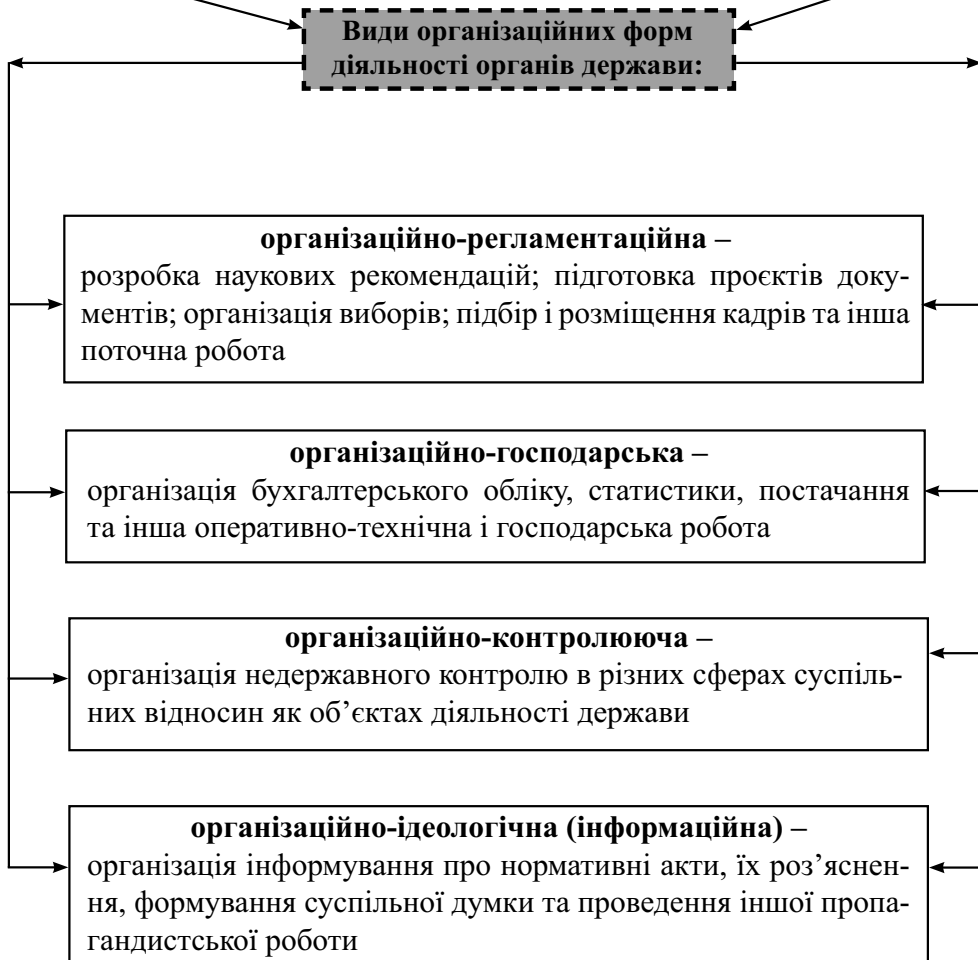 Види організаційних форм
діяльності органів держави:
організаційно-регламентаційна –
розробка наукових рекомендацій; підготовка проєктів доку-
ментів; організація виборів; підбір і розміщення кадрів та інша
поточна робота
організаційно-господарська –
організація бухгалтерського обліку, статистики, постачання
та інша оперативно-технічна і господарська робота
організаційно-контролююча –
організація недержавного контролю в різних сферах суспіль-
них відносин як об’єктах діяльності держави
організаційно-ідеологічна (інформаційна) –
організація інформування про нормативні акти, їх роз’яснен-
ня, формування суспільної думки та проведення іншої пропа-
гандистської роботи